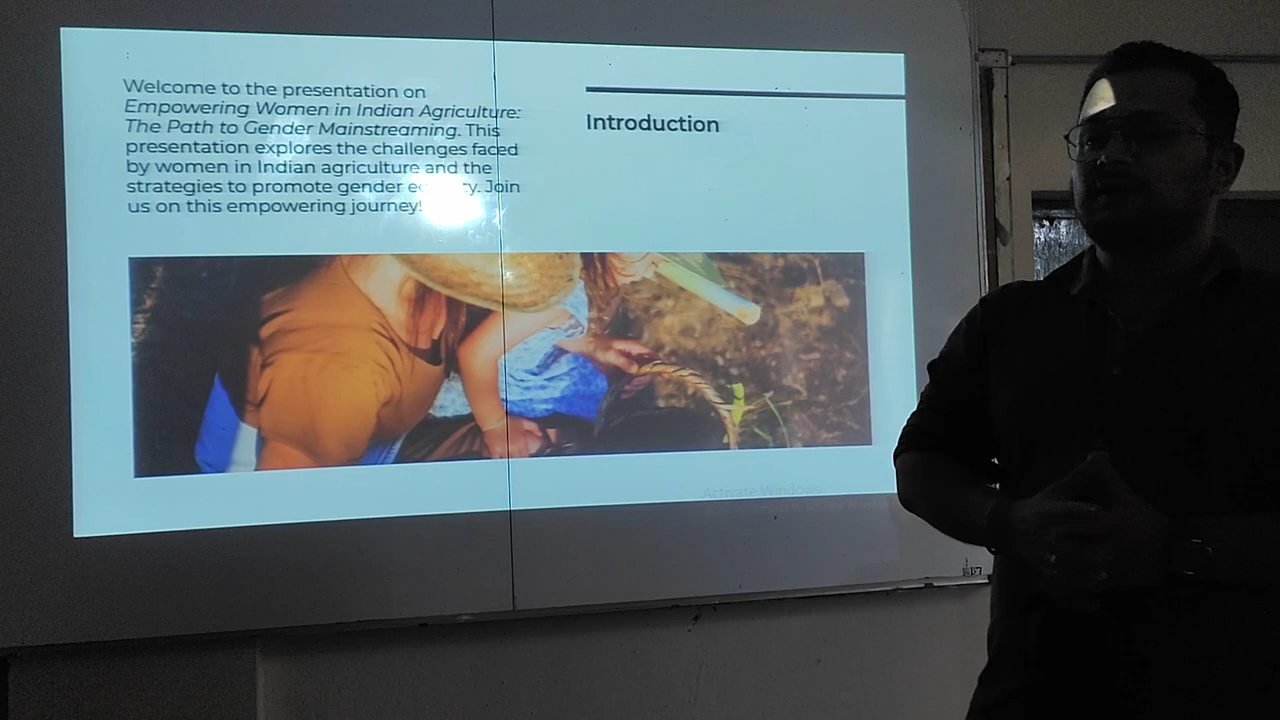 Welcome to the presentation on
Empowering Women in Indian Agriculture:
The Path to Gender Mainstreaming. This
presentation explores the challenges faced
by women in Indian agriculture and the
strategies to promote gender Join
us on this empowering journey!
Introduction
Activate Windows